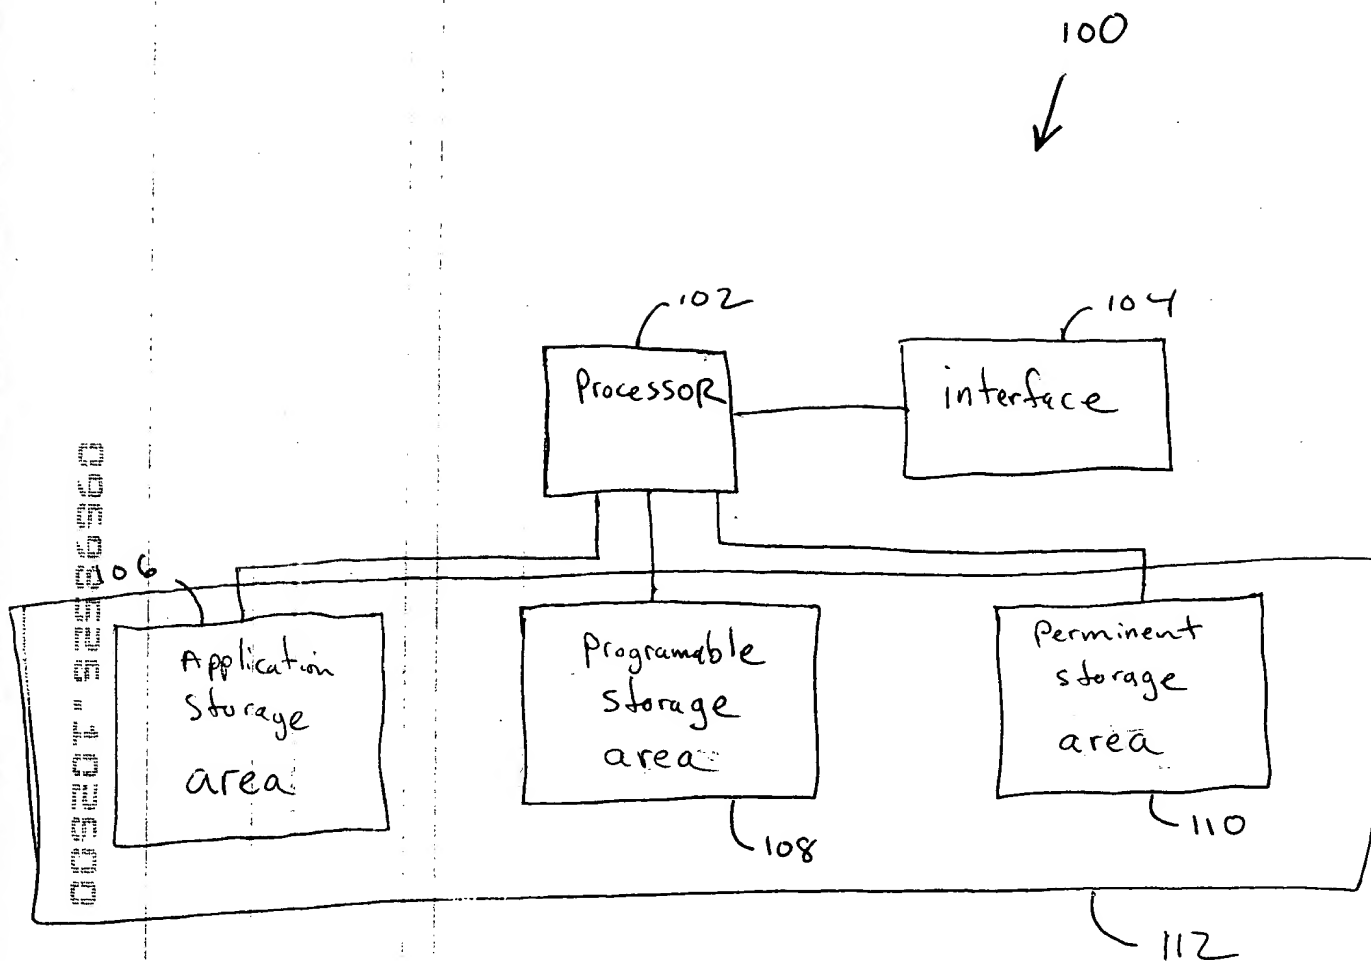 100
102
104
Processor
interface
106
Application
storage
area
Programable
storage
area
Perminent
storage
area
108
110
112